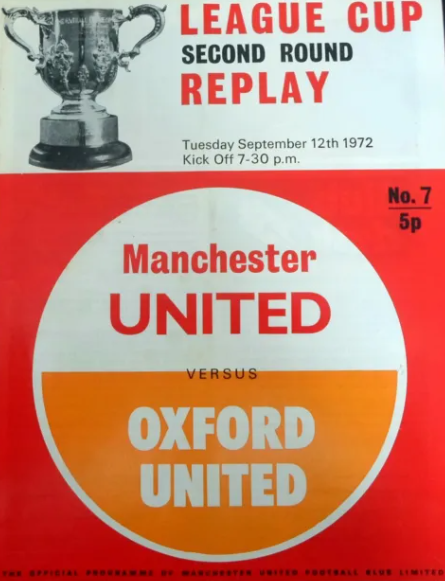 LEAGUE CUP
SECOND ROUND
REPLAY
Tuesday September 12th 1972
Kick Off 7-30 p.m.
No. 7
5p
Manchester
UNITED
VERSUS
OXFORD
UNITED
THE OFFICIAL PROGRAMME OF MANCHESTER UNITED FOOTBALL CLUB LIMITED